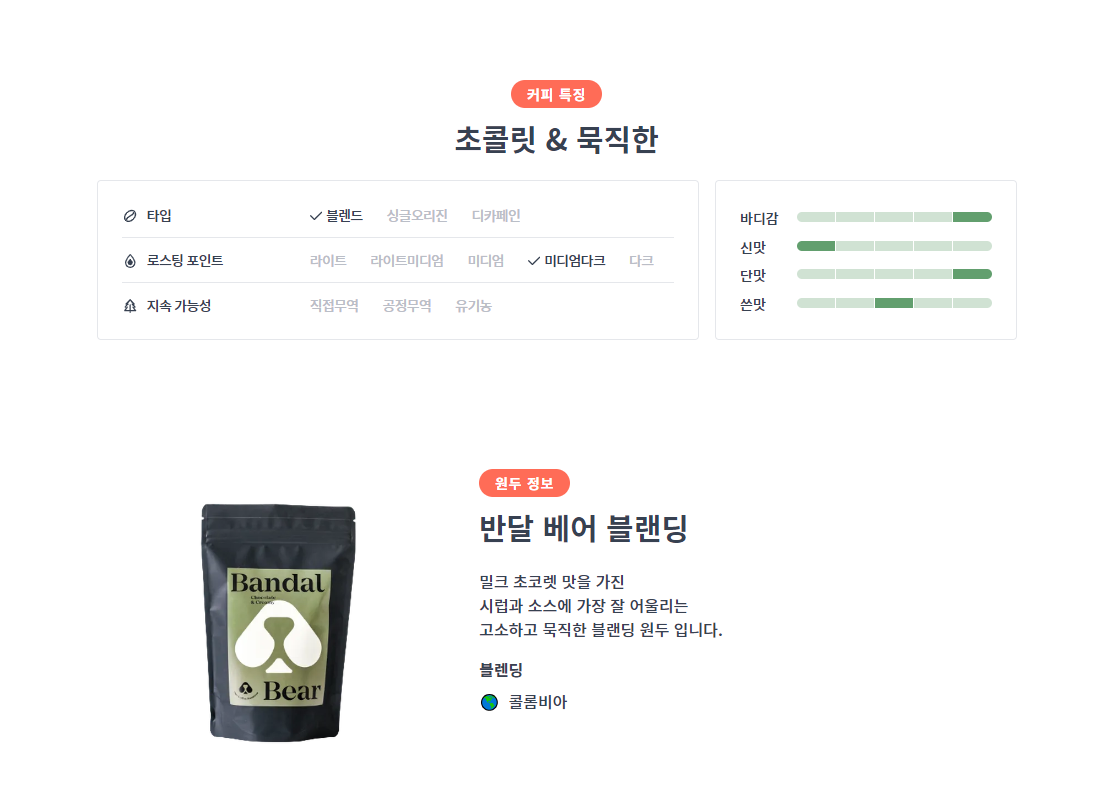 커피 특징
초콜릿 & 묵직한
타입 블렌드 싱글오리진 디카페인
로스팅 포인트 라이트 라이트미디엄 미디엄 미디엄다크 다크
지속 가능성 직접무역 공정무역 유기농
바디감
신맛
단맛
쓴맛
원두 정보
반달 베어 블랜딩
밀크 초코렛 맛을 가진
시럽과 소스에 가장 잘 어울리는
고소하고 묵직한 블랜딩 원두 입니다.
블렌딩
콜롬비아
Bandal
Chocolate
& Creamy
Bear